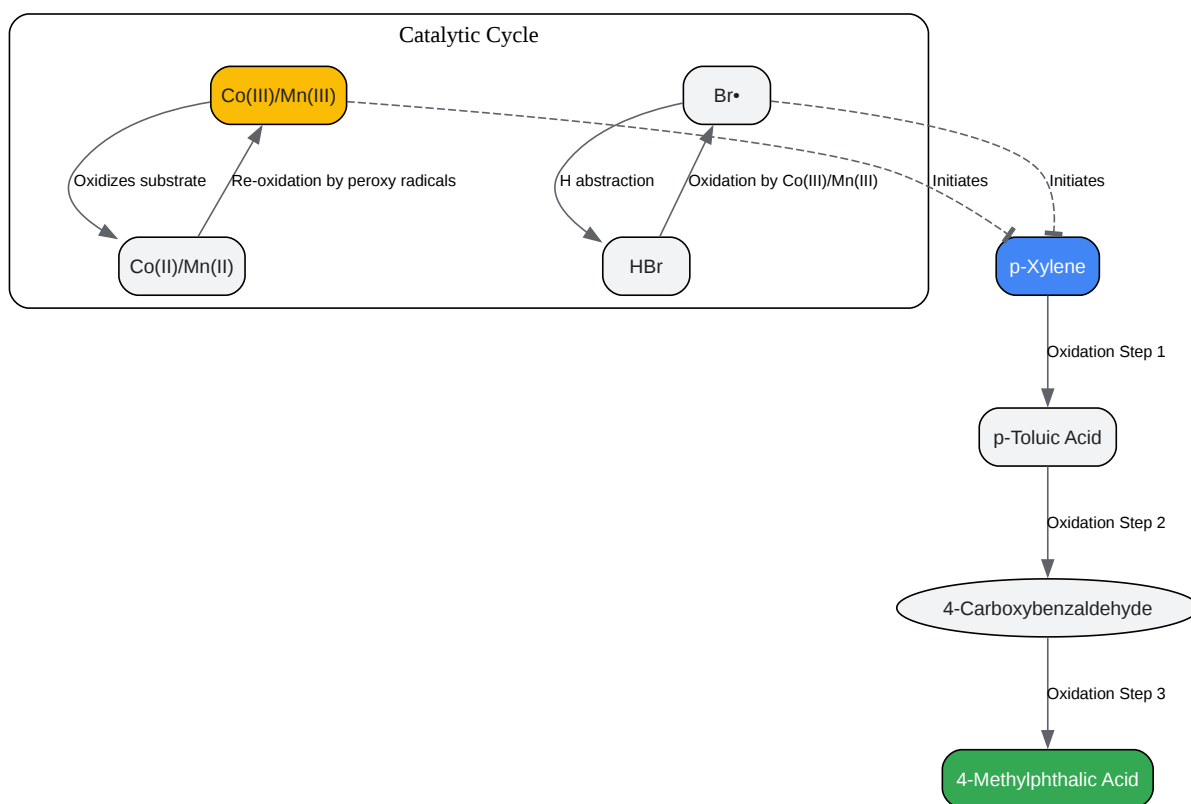 Catalytic Cycle
Co(III)/Mn(III)
Br•
Oxidizes substrate
Re-oxidation by peroxy radicals
H abstraction
Oxidation by Co(III)/Mn(III)
Initiates
Initiates
Co(II)/Mn(II)
HBr
p-Xylene
Oxidation Step 1
p-Toluic Acid
Oxidation Step 2
4-Carboxybenzaldehyde
Oxidation Step 3
4-Methylphthalic Acid